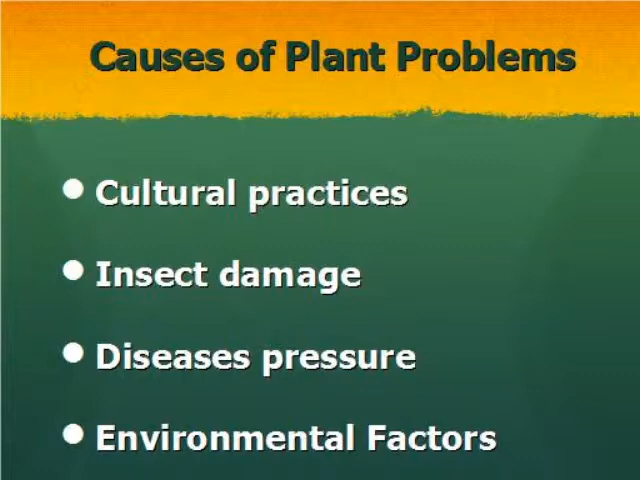 Causes of Plant Problems
● Cultural practices
● Insect damage
● Diseases pressure
● Environmental Factors